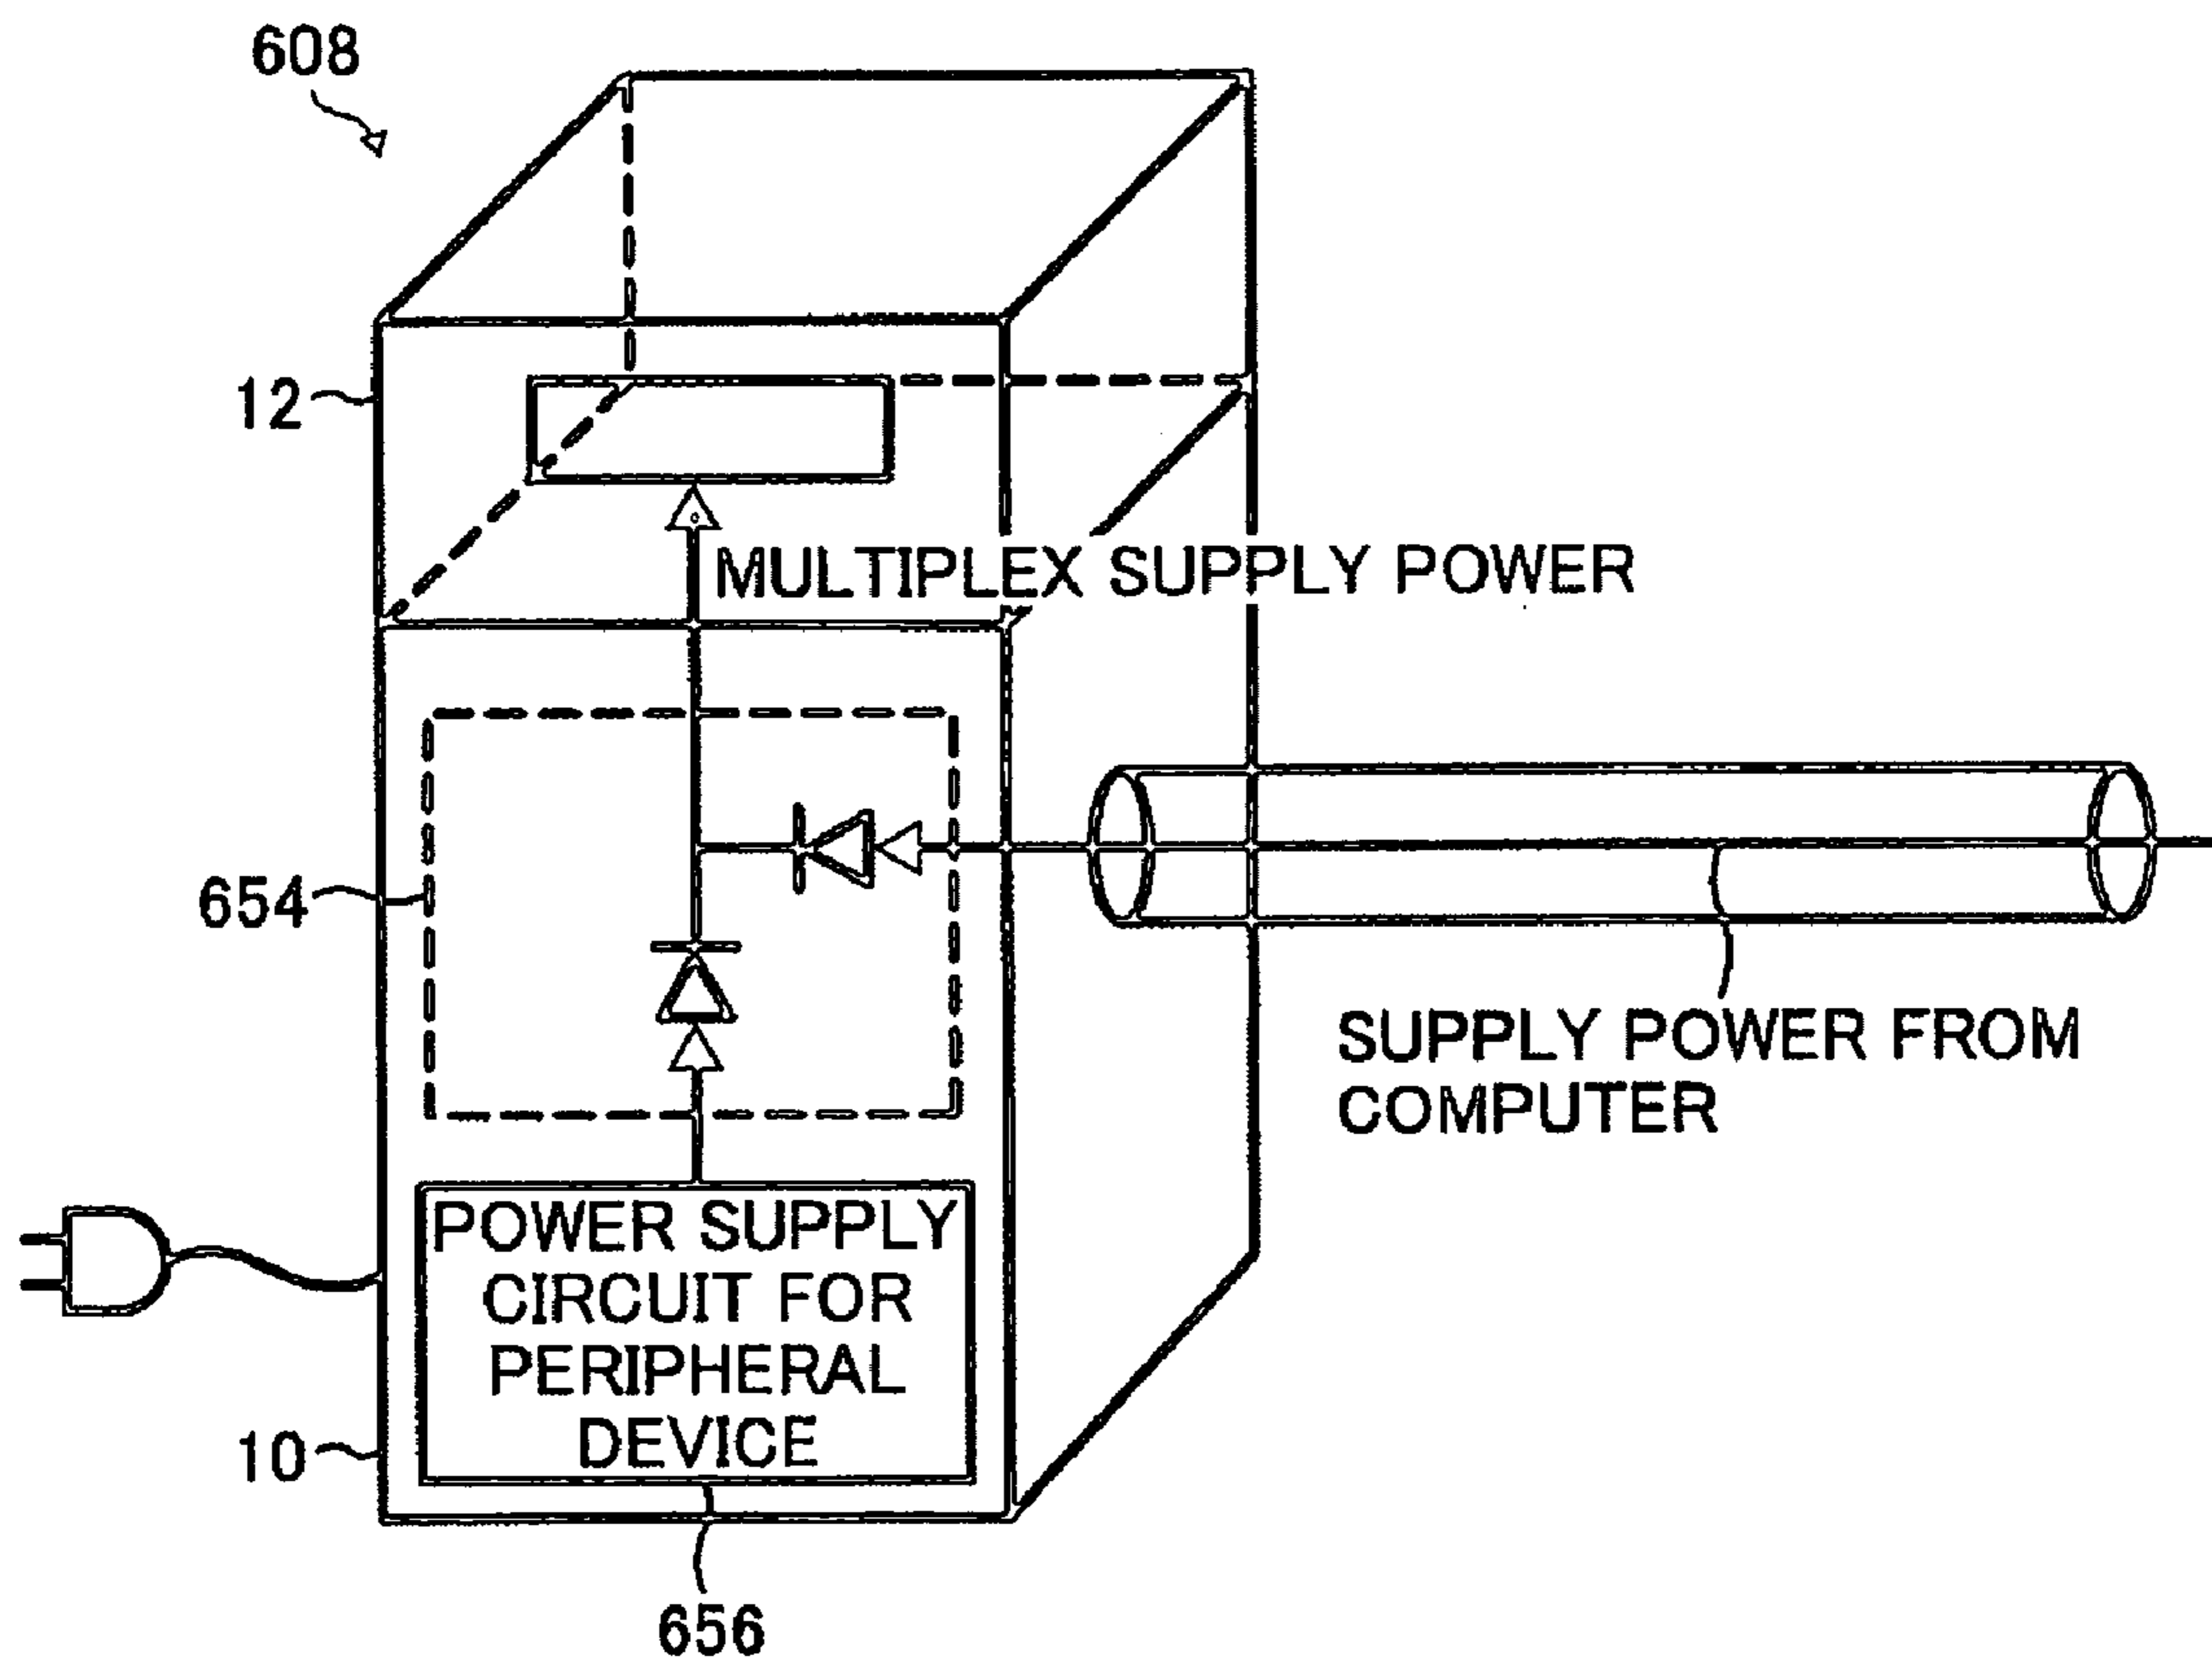 608
12
MULTIPLEX SUPPLY POWER
654
SUPPLY POWER FROM
COMPUTER
POWER SUPPLY
CIRCUIT FOR
PERIPHERAL
DEVICE
10
656